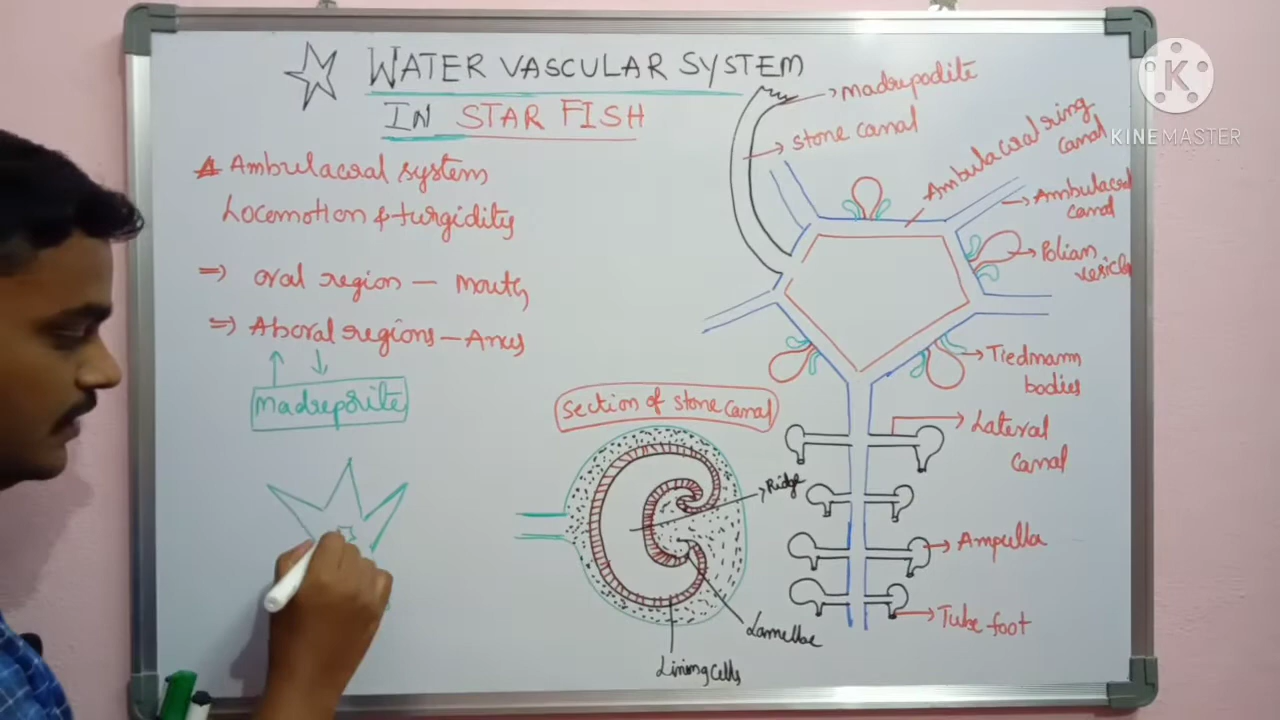 WATER VASCULAR SYSTEM
IN STAR FISH
Ambulacral system
Locomotion & turgidity
=> oral region - mouth
=> Aboral regions - Anus
Madreporite
madrepodite
stone canal
Ambulacral ring
canal
Ambulacral
canal
Polian
vesicle
Tiedmann
bodies
Lateral
canal
Ampulla
Tube foot
Section of stone canal
Ridge
Lamellae
Lining cells
K
KINEMASTER